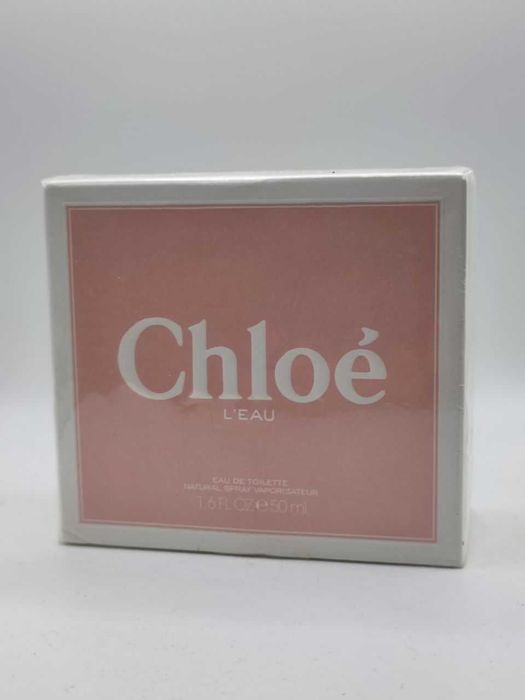 Chloé
L'EAU
EAU DE TOILETTE
NATURAL SPRAY VAPORISATEUR
1.6 FL OZ ℮ 50 ml